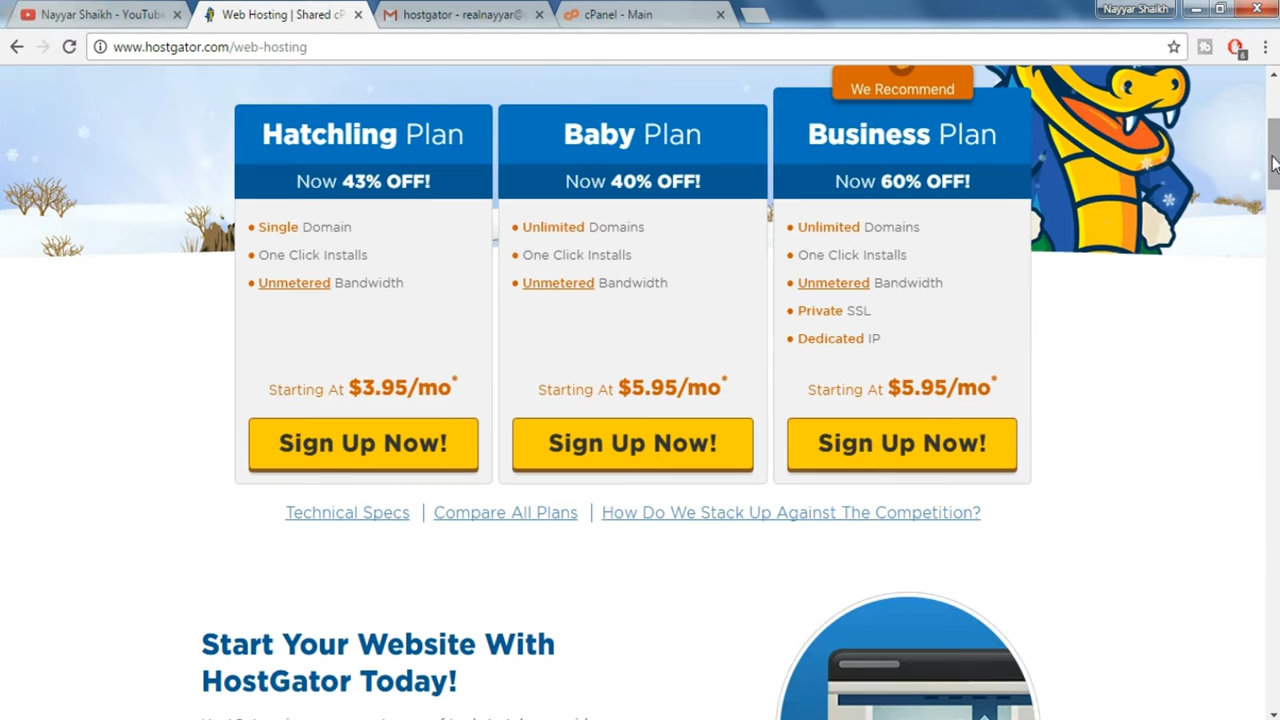 Nayyar Shaikh - YouTube
Web Hosting | Shared cP
hostgator - realnayyar@
cPanel - Main
Nayyar Shaikh
www.hostgator.com/web-hosting
6
We Recommend
Hatchling Plan
Now 43% OFF!
• Single Domain
• One Click Installs
• Unmetered Bandwidth
Starting At $3.95/mo*
Sign Up Now!
Baby Plan
Now 40% OFF!
• Unlimited Domains
• One Click Installs
• Unmetered Bandwidth
Starting At $5.95/mo*
Sign Up Now!
Business Plan
Now 60% OFF!
• Unlimited Domains
• One Click Installs
• Unmetered Bandwidth
• Private SSL
• Dedicated IP
Starting At $5.95/mo*
Sign Up Now!
Technical Specs | Compare All Plans | How Do We Stack Up Against The Competition?
Start Your Website With
HostGator Today!